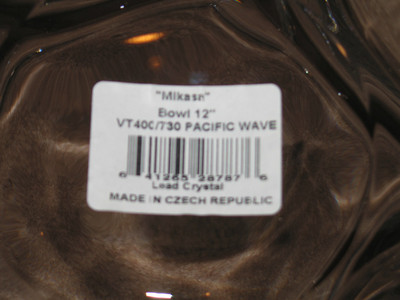 "Mikasa"
Bowl 12"
VT400/730 PACIFIC WAVE
6 41265 28787 6
Lead Crystal
MADE IN CZECH REPUBLIC